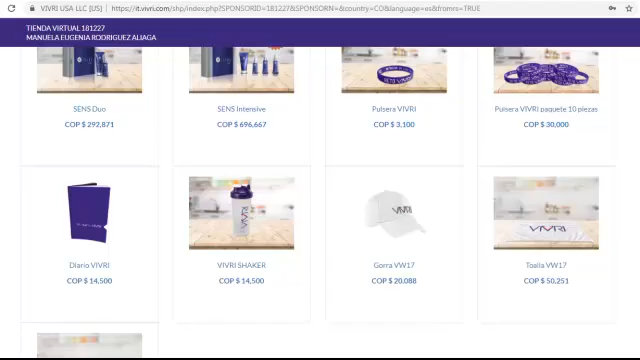 VIVRI USA LLC [US]
https://it.vivri.com/shp/index.php?SPONSORID=181227&SPONSORN=&country=CO&language=es&fromrs=TRUE
TIENDA VIRTUAL 181227
MANUELA EUGENIA RODRIGUEZ ALIAGA
SENS Duo
COP $ 292,871
SENS Intensive
COP $ 696,667
Pulsera VIVRI
COP $ 3,100
Pulsera VIVRI paquete 10 piezas
COP $ 30,000
VIVRI
VIVRI
VIVRI
Diario VIVRI
COP $ 14,500
VIVRI SHAKER
COP $ 14,500
Gorra VW17
COP $ 20,088
Toalla VW17
COP $ 50,251